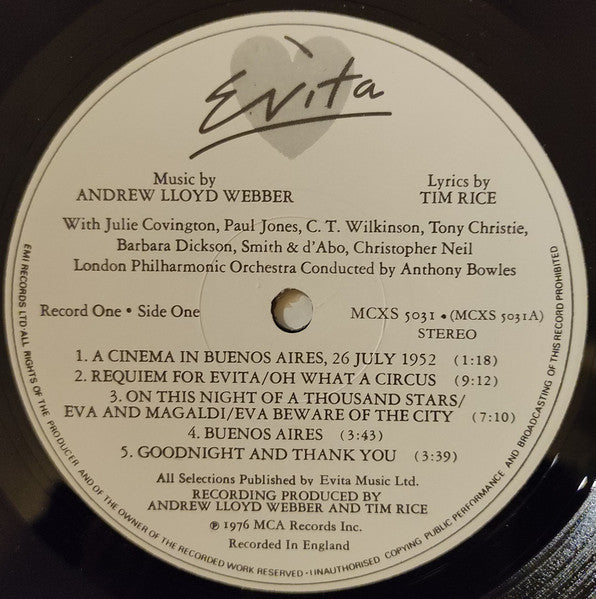 Evita
Music by
ANDREW LLOYD WEBBER
Lyrics by
TIM RICE
With Julie Covington, Paul Jones, C. T. Wilkinson, Tony Christie,
Barbara Dickson, Smith & d'Abo, Christopher Neil
London Philharmonic Orchestra Conducted by Anthony Bowles
Record One • Side One
MCXS 5031 • (MCXS 5031A)
STEREO
1. A CINEMA IN BUENOS AIRES, 26 JULY 1952 (1:18)
2. REQUIEM FOR EVITA/OH WHAT A CIRCUS (9:12)
3. ON THIS NIGHT OF A THOUSAND STARS/
EVA AND MAGALDI/EVA BEWARE OF THE CITY (7:10)
4. BUENOS AIRES (3:43)
5. GOODNIGHT AND THANK YOU (3:39)
All Selections Published by Evita Music Ltd.
RECORDING PRODUCED BY
ANDREW LLOYD WEBBER AND TIM RICE
℗ 1976 MCA Records Inc.
Recorded In England
EMI RECORDS LTD·ALL RIGHTS OF THE PRODUCER AND OF THE OWNER OF THE RECORDED WORK RESERVED·UNAUTHORISED COPYING PUBLIC PERFORMANCE AND BROADCASTING OF THIS RECORD PROHIBITED